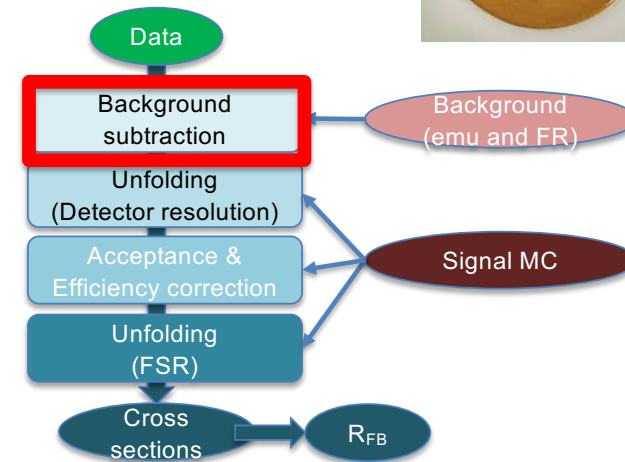 Data
Background
subtraction
Background
(emu and FR)
Unfolding
(Detector resolution)
Acceptance &
Efficiency correction
Signal MC
Unfolding
(FSR)
Cross
sections
R_FB